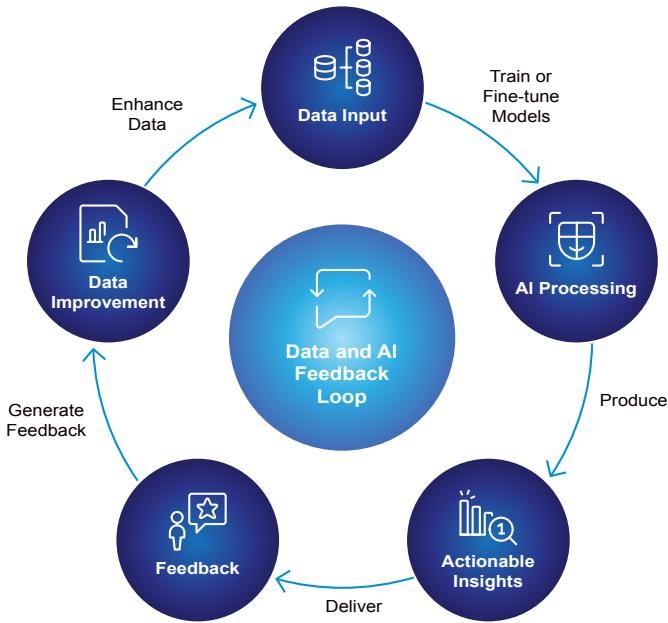 Data Input
Train or
Fine-tune
Models
AI Processing
Produce
Actionable
Insights
1
Deliver
Feedback
Generate
Feedback
Data
Improvement
Enhance
Data
Data and AI
Feedback
Loop